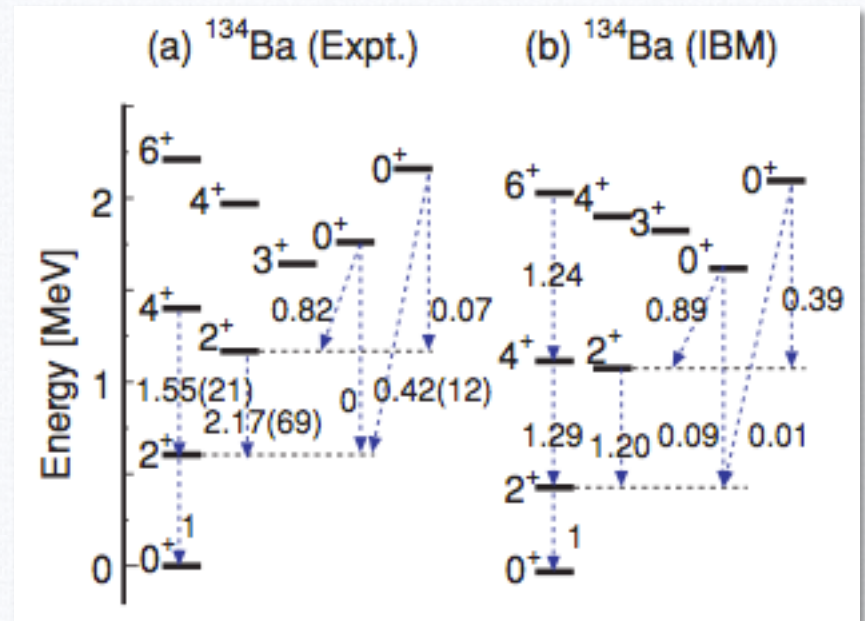 (a) ¹³⁴Ba (Expt.) (b) ¹³⁴Ba (IBM)
6⁺ 0⁺ 6⁺ 4⁺ 0⁺
2 4⁺ 3⁺
0⁺ 0⁺
3⁺ 1.24
4⁺ 0.82 0.07 0.89 0.39
2⁺ 4⁺ 2⁺
1 1.55(21) 0 0.42(12)
2.17(69) 1.29 1.20 0.09 0.01
2⁺ 2⁺
1 1
0 0⁺ 0⁺
Energy [MeV]